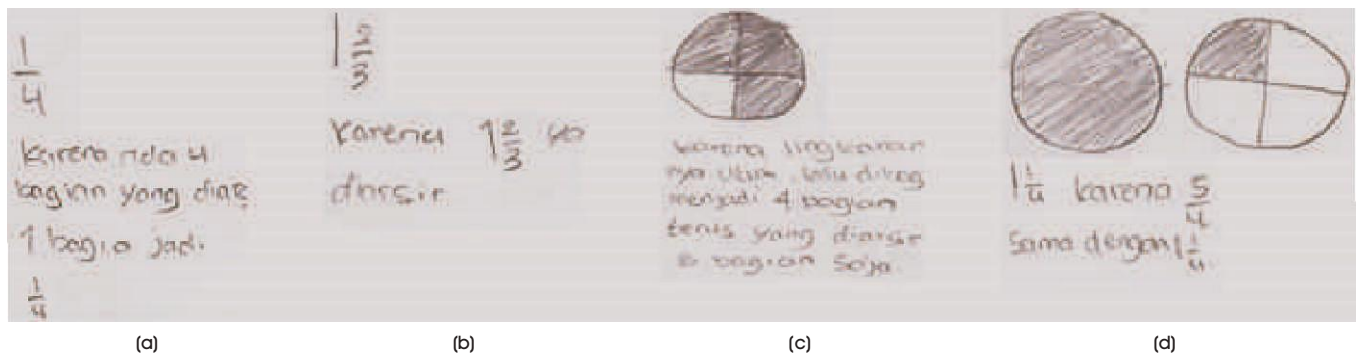 1/4
karena ada 4
bagian yang diars
1 bagia jadi
1/4
(a)
1 2/3
karena 1 2/3 yg
diarsir
(b)
karena lingkaran
nya utuh, lalu dibag
menjadi 4 bagian
terus yang diarsir
bagian saja.
(c)
1 1/4 karena 5/4
sama dengan 1 1/4.
(d)